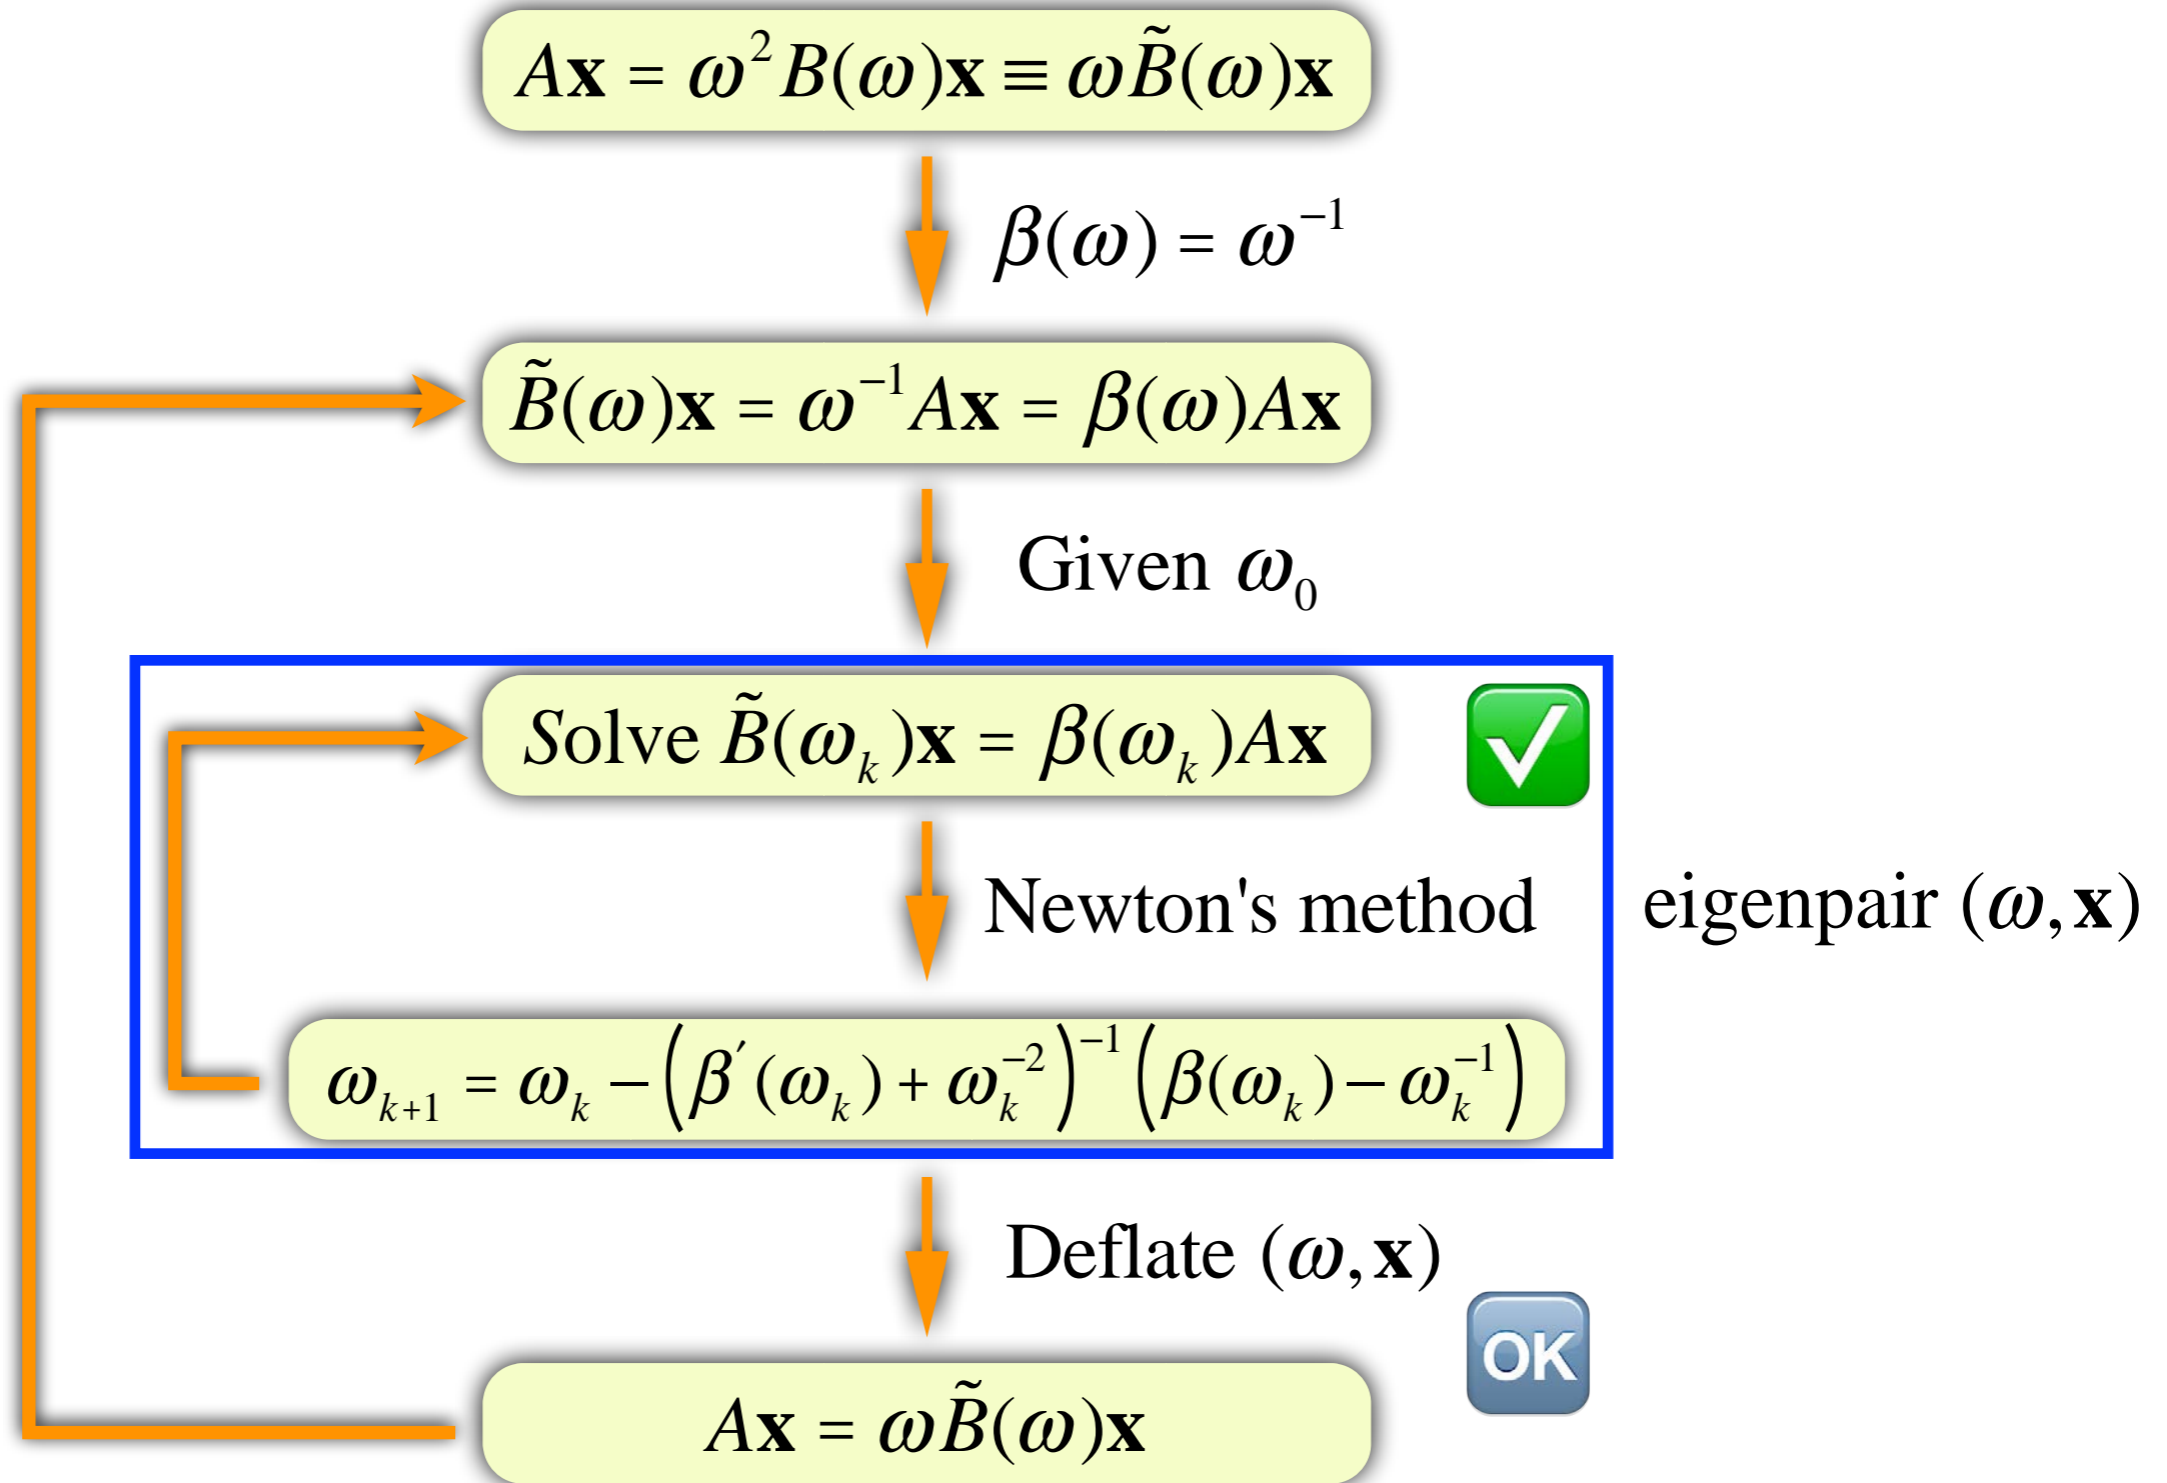 A𝐱 = ω²B(ω)𝐱 ≡ ωB̃(ω)𝐱
β(ω) = ω⁻¹
B̃(ω)𝐱 = ω⁻¹A𝐱 = β(ω)A𝐱
Given ω₀
Solve B̃(ωₖ)𝐱 = β(ωₖ)A𝐱
Newton's method
eigenpair (ω, 𝐱)
ωₖ₊₁ = ωₖ − (β′(ωₖ) + ωₖ⁻²)⁻¹ (β(ωₖ) − ωₖ⁻¹)
Deflate (ω, 𝐱)
OK
A𝐱 = ωB̃(ω)𝐱